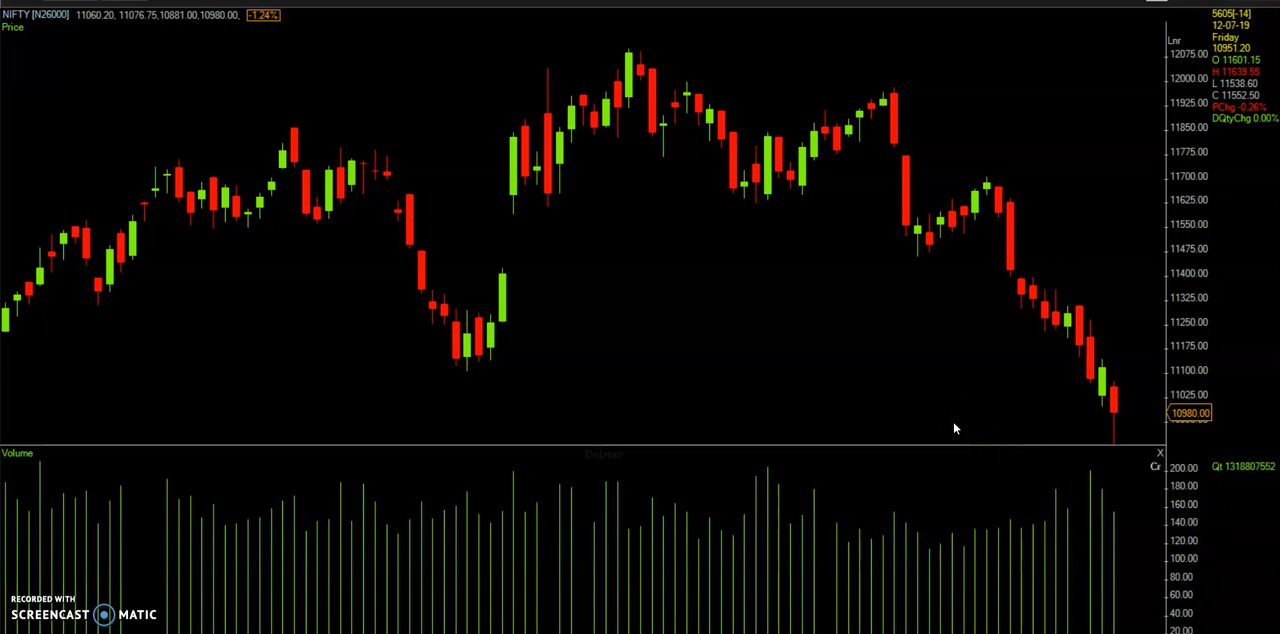 NIFTY [N26000] 11060.20, 11076.75,10881.00,10980.00, -1.24%
Price
5605[-14]
12-07-19
Friday
10951.20
O 11601.15
H 11639.55
L 11538.60
C 11552.50
PChg -0.26%
DQtyChg 0.00%
Lnr
12075.00
12000.00
11925.00
11850.00
11775.00
11700.00
11625.00
11550.00
11475.00
11400.00
11325.00
11250.00
11175.00
11100.00
11025.00
10980.00
Volume
X
Cr
Qt 1318807552
200.00
180.00
160.00
140.00
120.00
100.00
80.00
60.00
40.00
20.00
RECORDED WITH
SCREENCAST MATIC